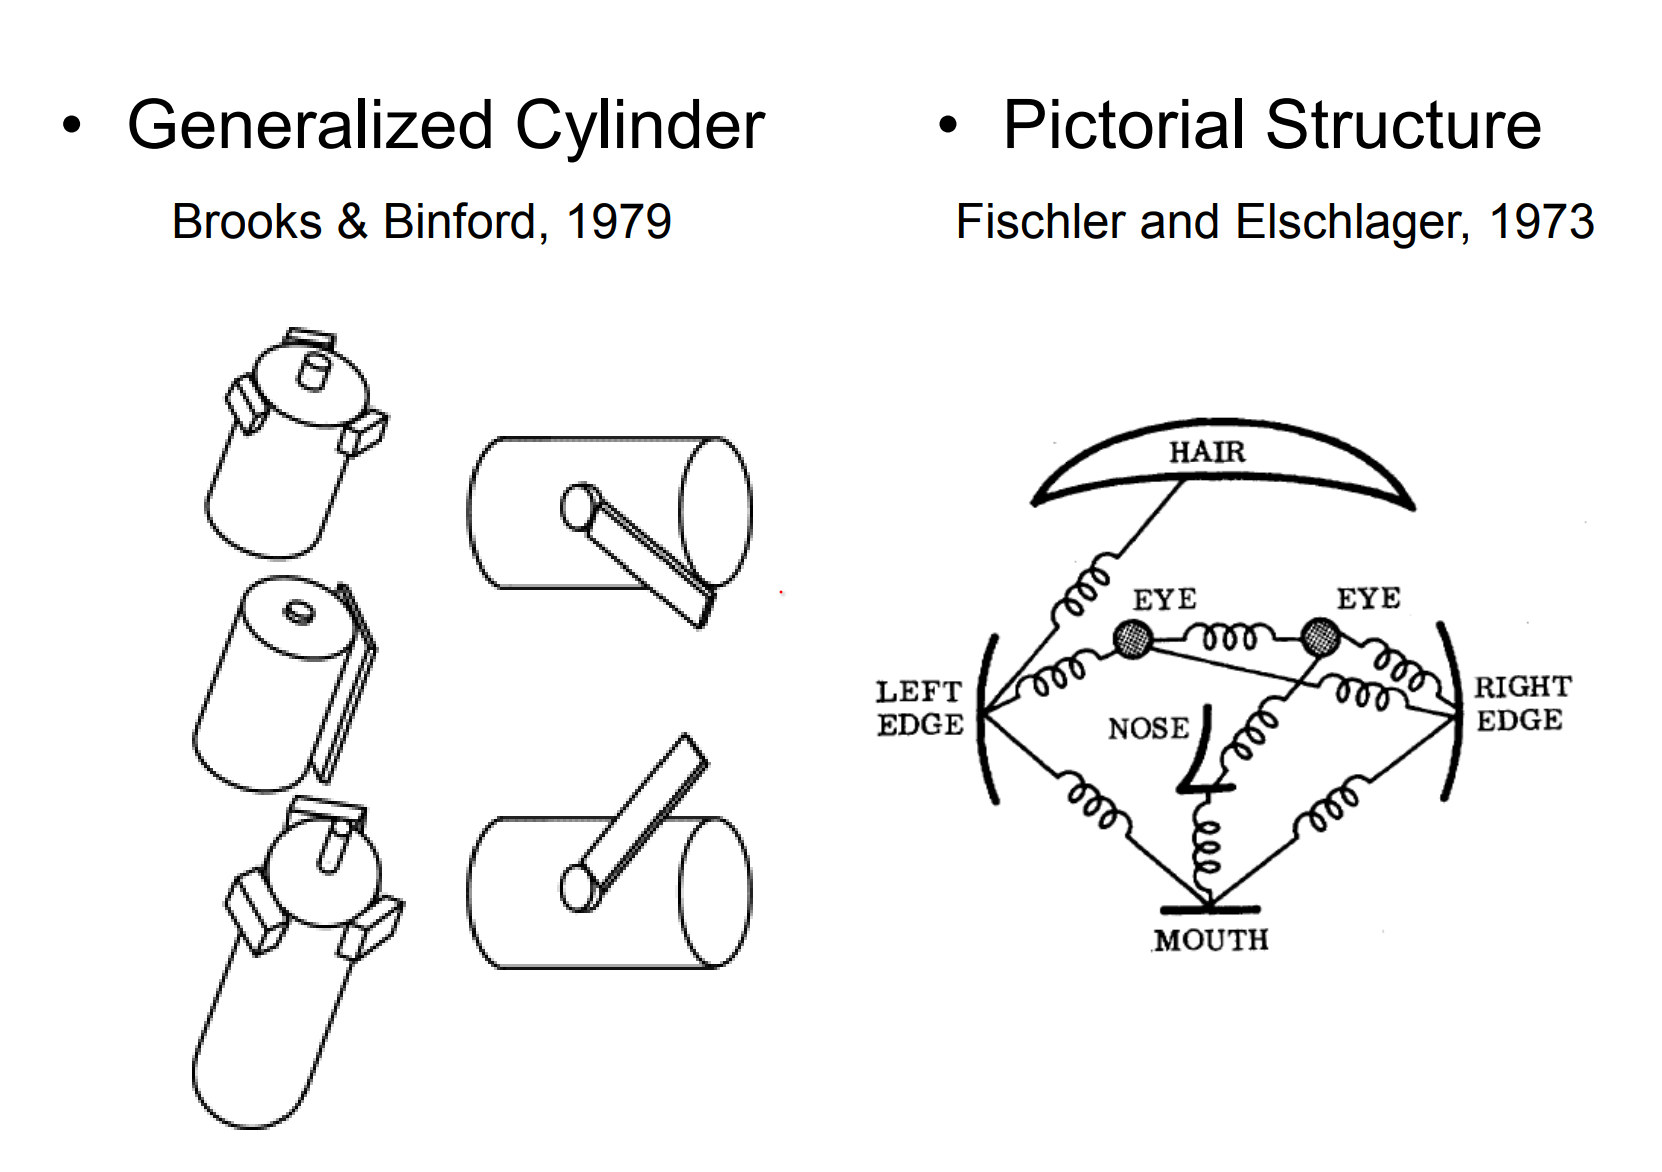 • Generalized Cylinder
Brooks & Binford, 1979
• Pictorial Structure
Fischler and Elschlager, 1973
HAIR
EYE
EYE
LEFT
EDGE
RIGHT
EDGE
NOSE
MOUTH